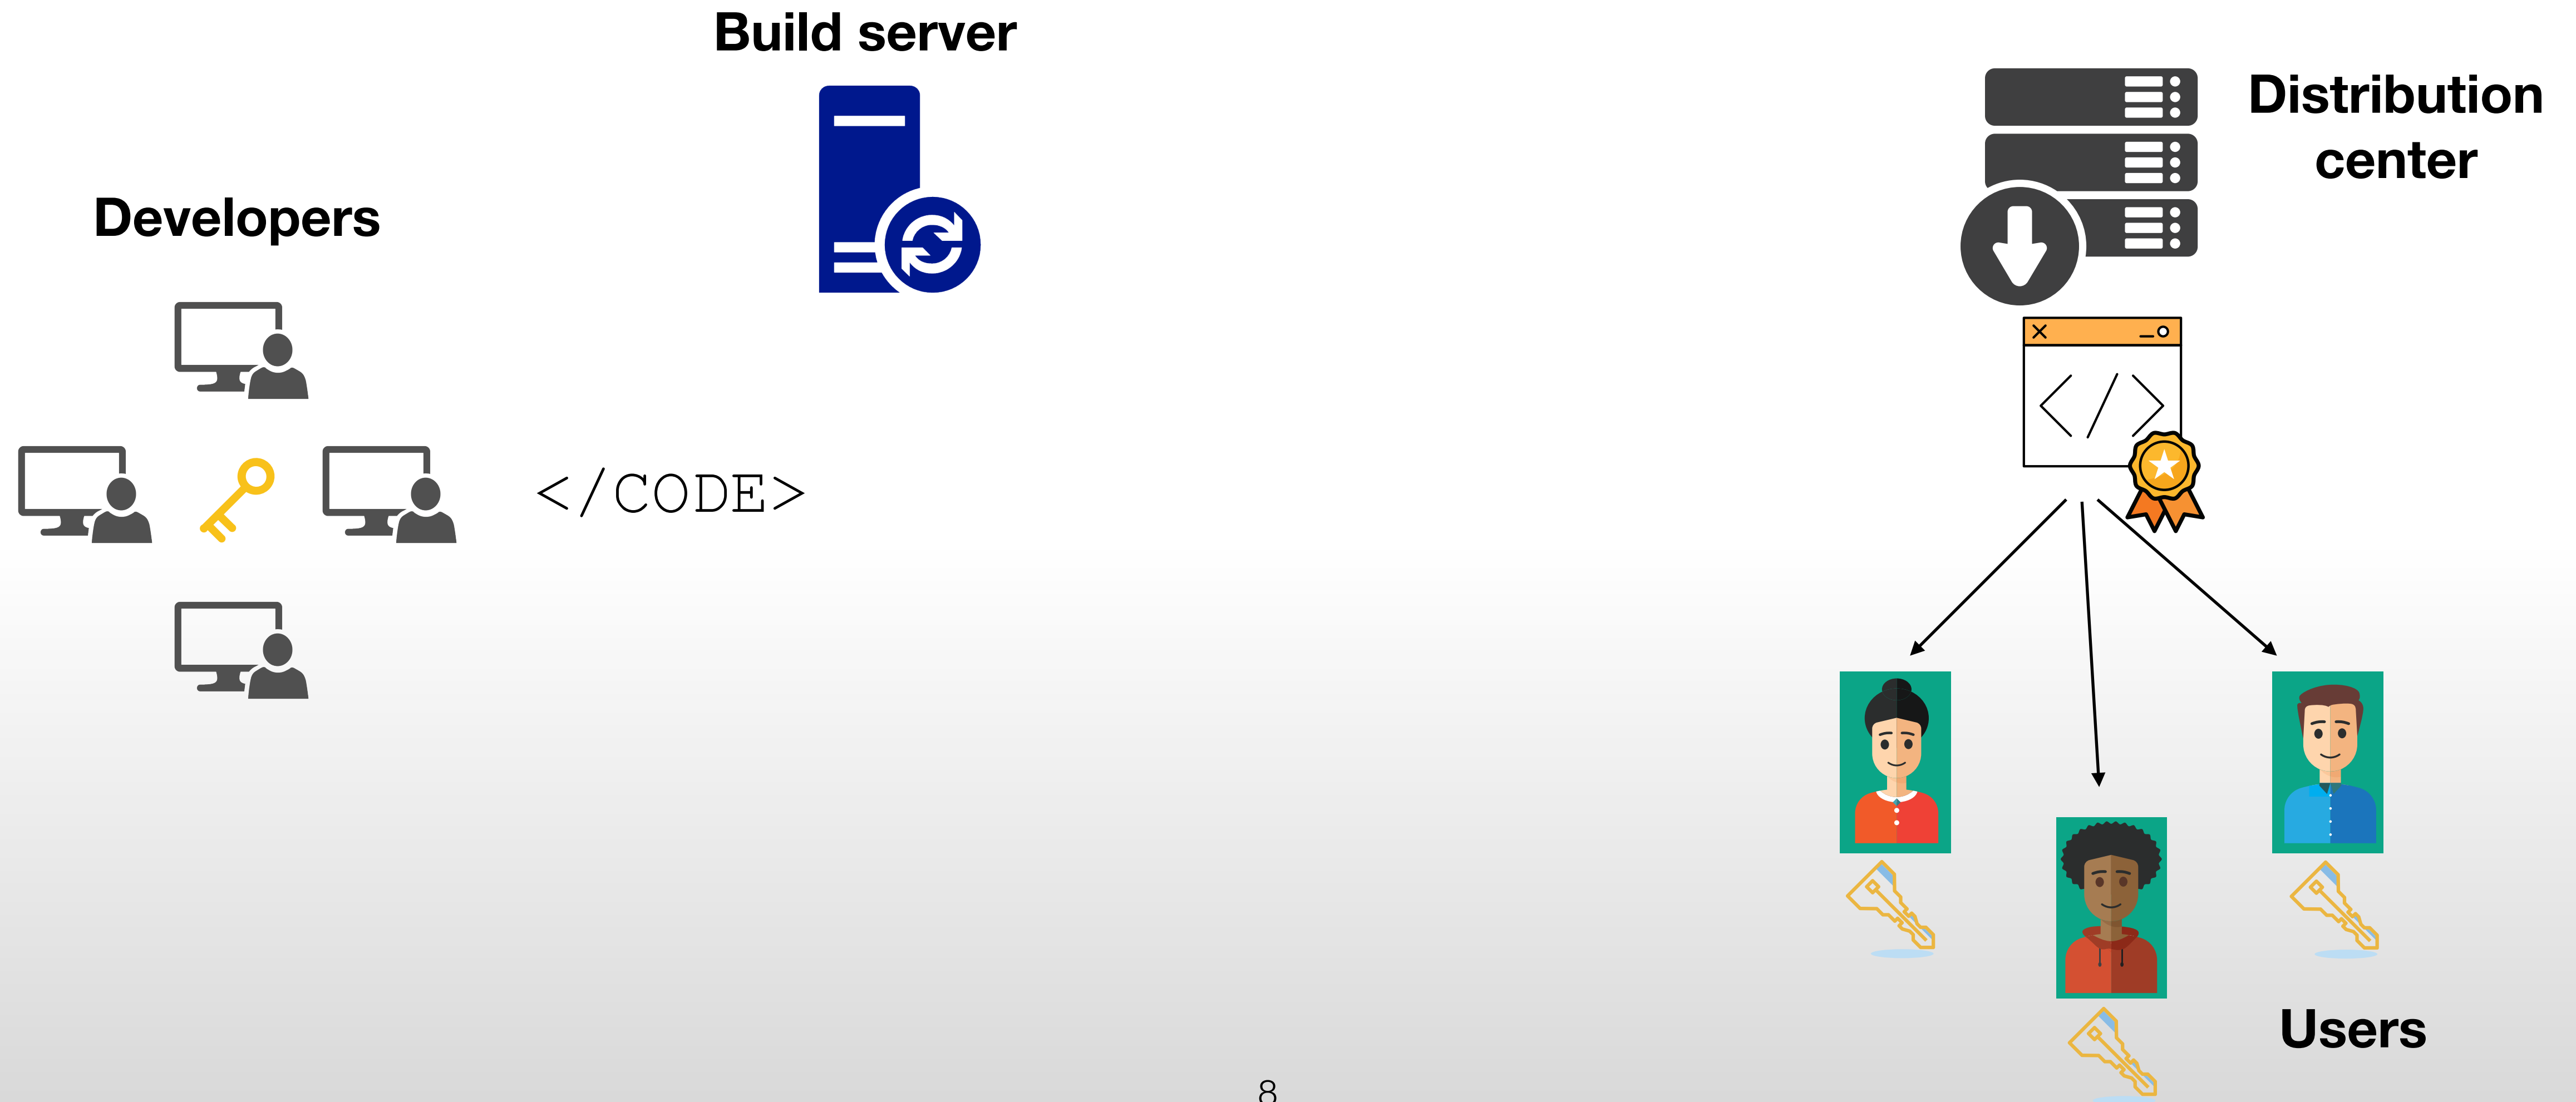 Build server
Distribution
center
Developers
</CODE>
</>
Users
8